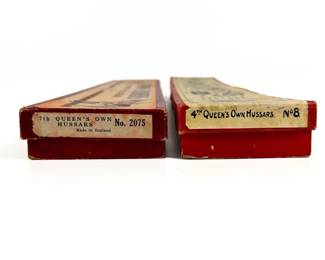 7th QUEEN'S OWN
HUSSARS No. 2075
Made in England
4TH QUEEN'S OWN HUSSARS. No 8.